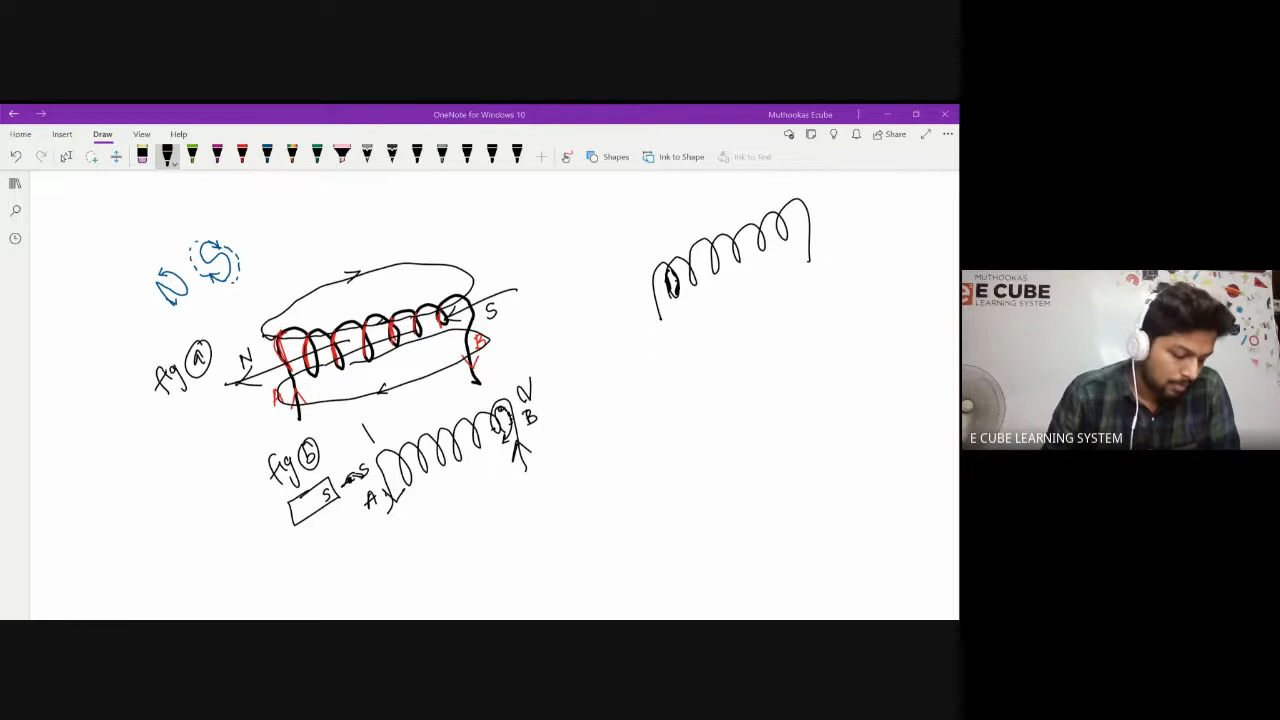 OneNote for Windows 10
Muthookas Ecube
Home Insert Draw View Help
Share
Shapes
Ink to Shape
Ink to Text
N S
S
N
fig a
B
A
N
B
fig b
S
S
A
MUTHOOKAS
E CUBE
LEARNING SYSTEM
E CUBE LEARNING SYSTEM